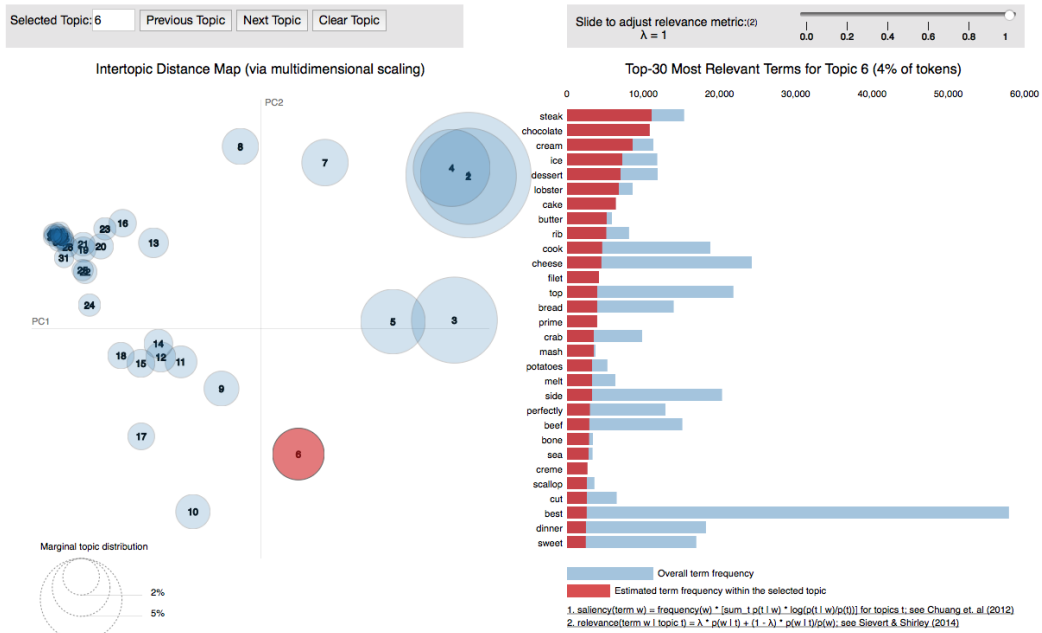 Selected Topic: 6 Previous Topic Next Topic Clear Topic
Slide to adjust relevance metric:(2)
λ = 1
0.0 0.2 0.4 0.6 0.8 1
Intertopic Distance Map (via multidimensional scaling)
PC2
PC1
8
7
4
2
16
23
13
21
19
20
31
24
5
3
14
18
12
15
11
9
17
6
10
Marginal topic distribution
2%
5%
Top-30 Most Relevant Terms for Topic 6 (4% of tokens)
0 10,000 20,000 30,000 40,000 50,000 60,000
steak
chocolate
cream
ice
dessert
lobster
cake
butter
rib
cook
cheese
filet
top
bread
prime
crab
mash
potatoes
melt
side
perfectly
beef
bone
sea
creme
scallop
cut
best
dinner
sweet
Overall term frequency
Estimated term frequency within the selected topic
1. saliency(term w) = frequency(w) * [sum_t p(t | w) * log(p(t | w)/p(t))] for topics t; see Chuang et. al (2012)
2. relevance(term w | topic t) = λ * p(w | t) + (1 - λ) * p(w | t)/p(w); see Sievert & Shirley (2014)